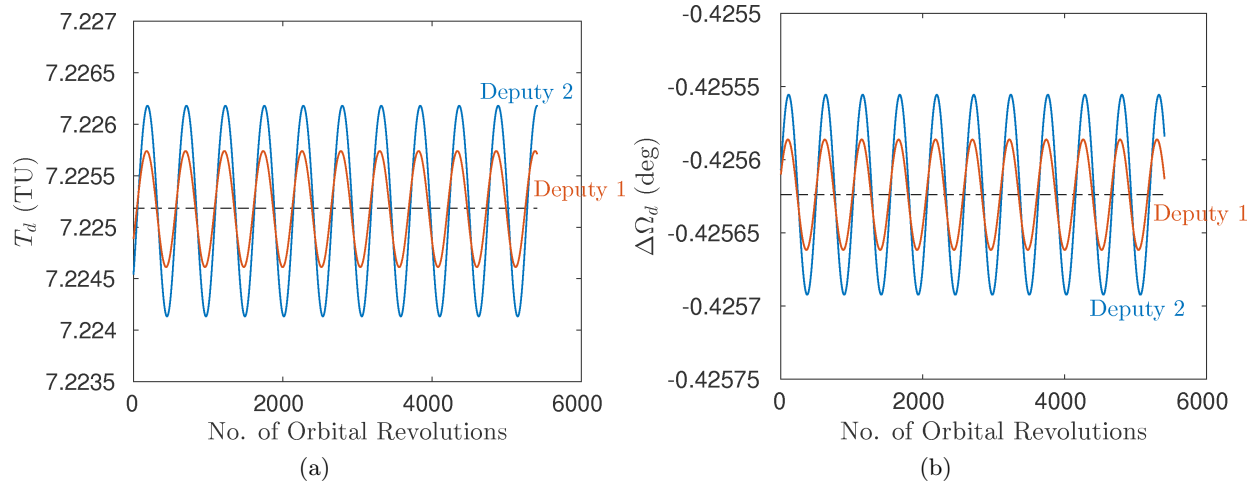 7.227
7.2265
7.226
7.2255
7.225
7.2245
7.224
7.2235
T_d (TU)
Deputy 2
Deputy 1
0
2000
4000
6000
No. of Orbital Revolutions
(a)
-0.4255
-0.42555
-0.4256
-0.42565
-0.4257
-0.42575
ΔΩ_d (deg)
Deputy 1
Deputy 2
0
2000
4000
6000
No. of Orbital Revolutions
(b)